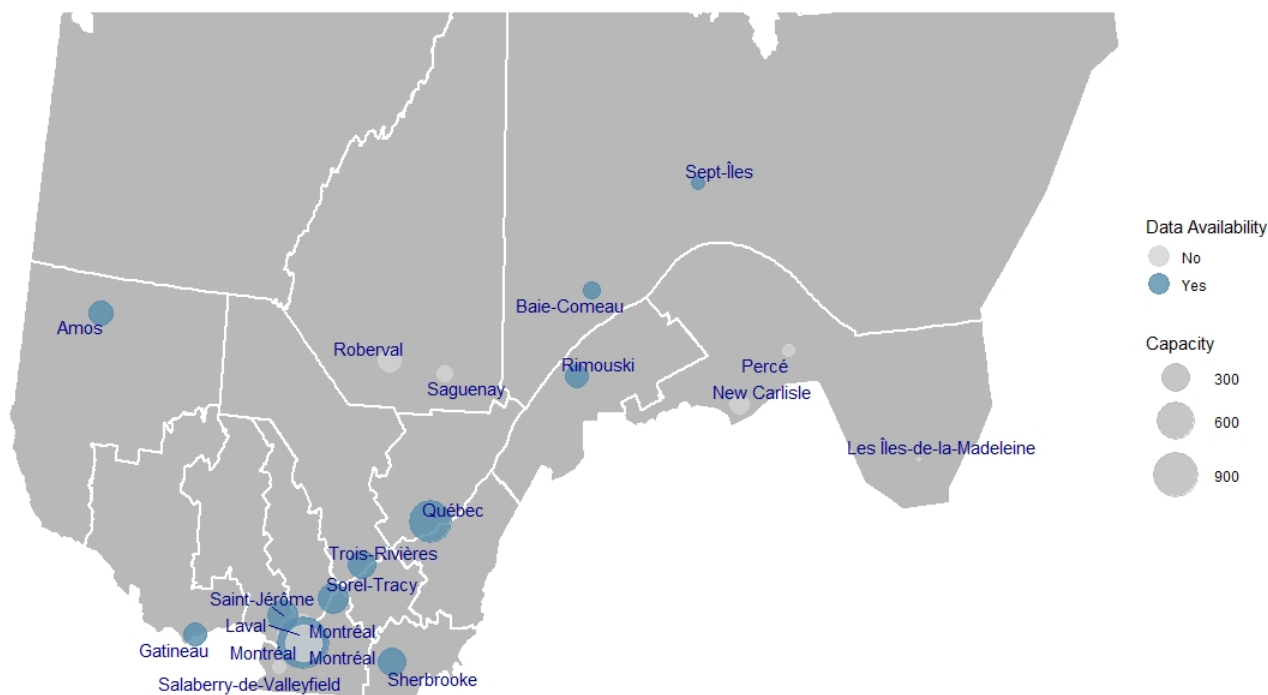 Sept-Îles
Data Availability
No
Yes
Baie-Comeau
Amos
Capacity
Roberval
Rimouski
Percé
300
Saguenay
New Carlisle
600
Les Îles-de-la-Madeleine
900
Québec
Trois-Rivières
Sorel-Tracy
Saint-Jérôme
Laval
Montréal
Gatineau
Montréal
Montréal
Sherbrooke
Salaberry-de-Valleyfield